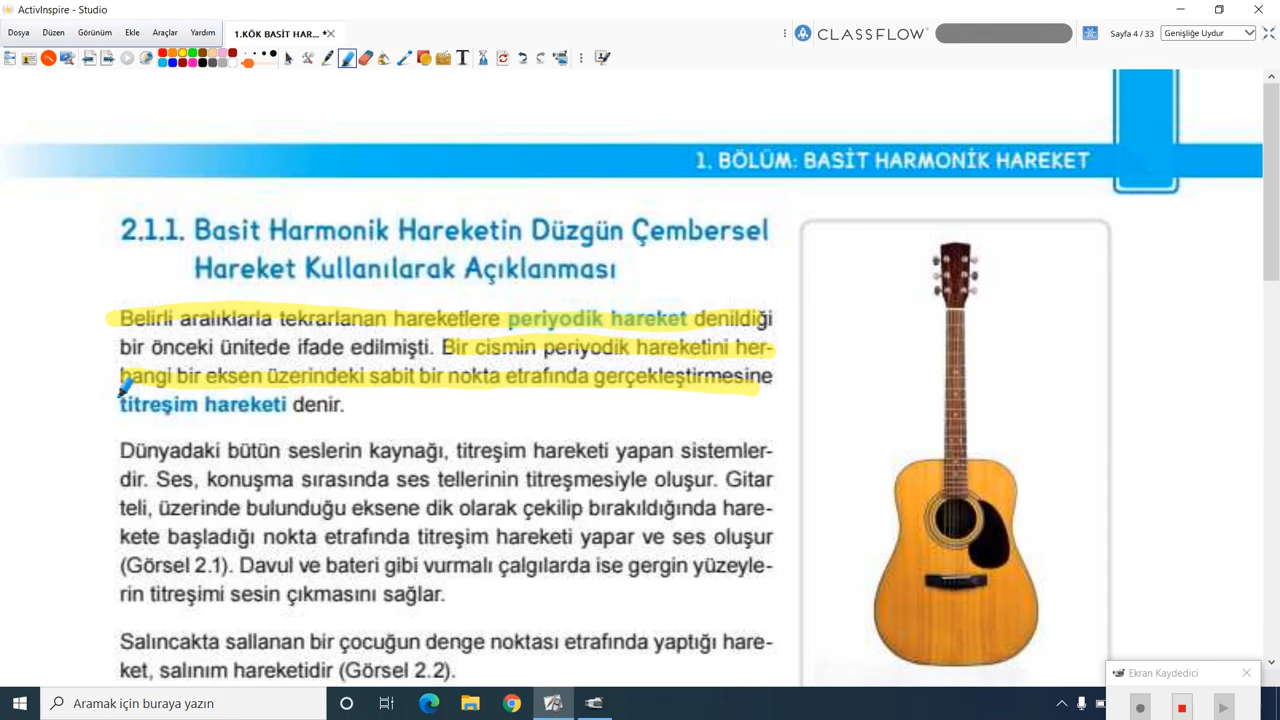 ActivInspire - Studio
Dosya Düzen Görünüm Ekle Araçlar Yardım 1.KÖK BASİT HAR... * CLASSFLOW Sayfa 4 / 33 Genişliğe Uydur
1. BÖLÜM: BASİT HARMONİK HAREKET
2.1.1. Basit Harmonik Hareketin Düzgün Çembersel
Hareket Kullanılarak Açıklanması
Belirli aralıklarla tekrarlanan hareketlere periyodik hareket denildiği
bir önceki ünitede ifade edilmişti. Bir cismin periyodik hareketini her-
hangi bir eksen üzerindeki sabit bir nokta etrafında gerçekleştirmesine
titreşim hareketi denir.
Dünyadaki bütün seslerin kaynağı, titreşim hareketi yapan sistemler-
dir. Ses, konuşma sırasında ses tellerinin titreşmesiyle oluşur. Gitar
teli, üzerinde bulunduğu eksene dik olarak çekilip bırakıldığında hare-
kete başladığı nokta etrafında titreşim hareketi yapar ve ses oluşur
(Görsel 2.1). Davul ve bateri gibi vurmalı çalgılarda ise gergin yüzeyle-
rin titreşimi sesin çıkmasını sağlar.
Salıncakta sallanan bir çocuğun denge noktası etrafında yaptığı hare-
ket, salınım hareketidir (Görsel 2.2).
Ekran Kaydedici
Aramak için buraya yazın